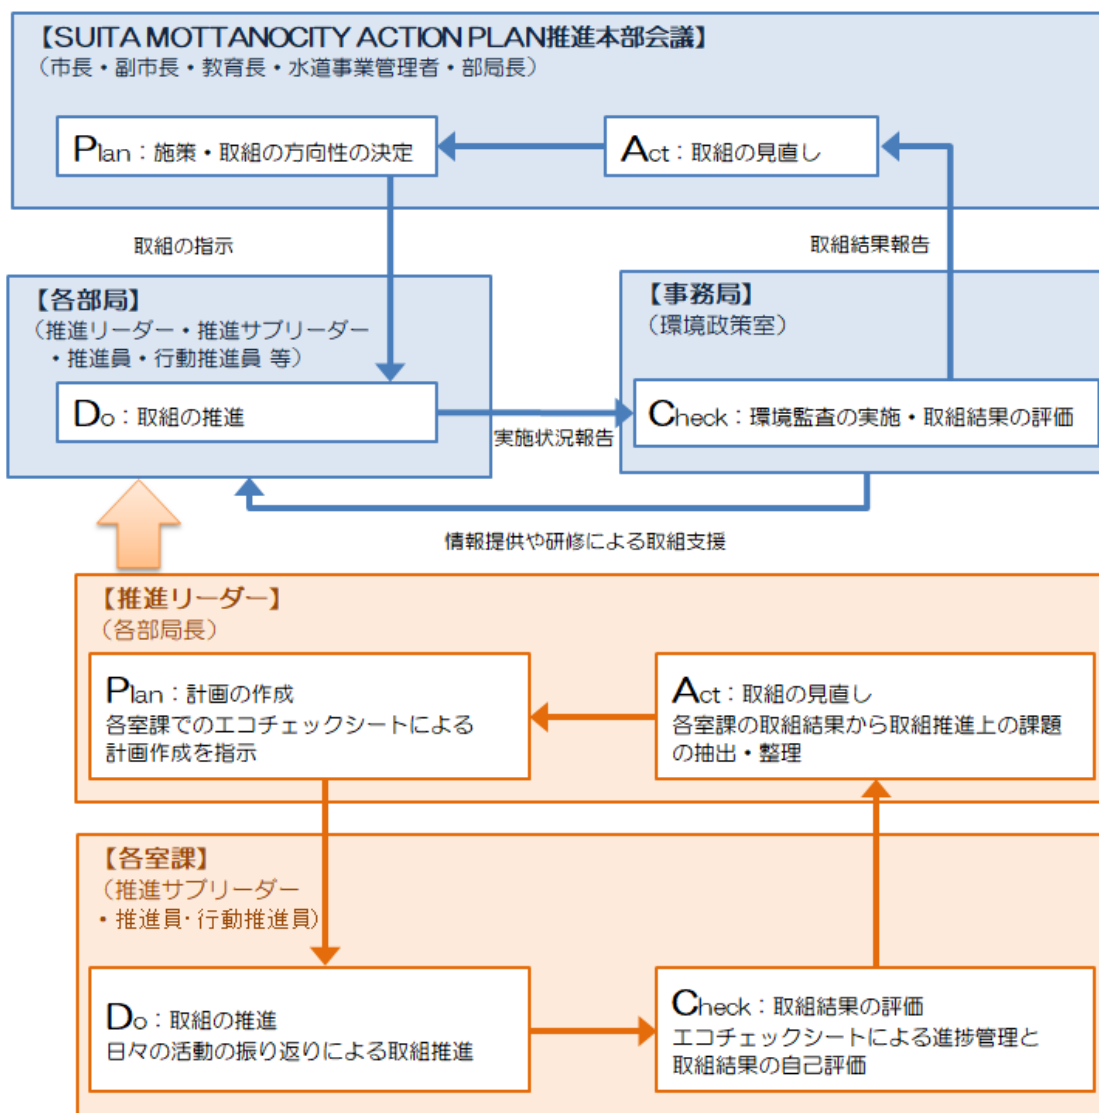 【SUITA MOTTANOCITY ACTION PLAN推進本部会議】
（市長・副市長・教育長・水道事業管理者・部局長）
Plan：施策・取組の方向性の決定
Act：取組の見直し
取組の指示
取組結果報告
【各部局】
（推進リーダー・推進サブリーダー
・推進員・行動推進員 等）
Do：取組の推進
【事務局】
（環境政策室）
Check：環境監査の実施・取組結果の評価
実施状況報告
情報提供や研修による取組支援
【推進リーダー】
（各部局長）
Plan：計画の作成
各室課でのエコチェックシートによる
計画作成を指示
Act：取組の見直し
各室課の取組結果から取組推進上の課題
の抽出・整理
【各室課】
（推進サブリーダー
・推進員・行動推進員）
Do：取組の推進
日々の活動の振り返りによる取組推進
Check：取組結果の評価
エコチェックシートによる進捗管理と
取組結果の自己評価